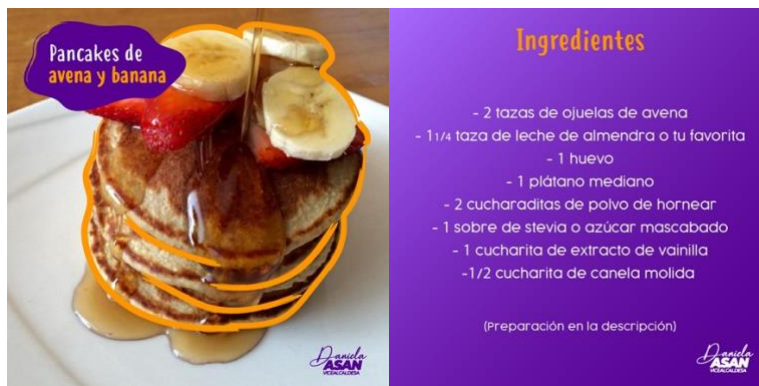 Pancakes de
avena y banana
Daniela
ASAN
VICEALCALDESA
Ingredientes
- 2 tazas de ojuelas de avena
- 1 1/4 taza de leche de almendra o tu favorita
- 1 huevo
- 1 plátano mediano
- 2 cucharaditas de polvo de hornear
- 1 sobre de stevia o azúcar mascabado
- 1 cucharita de extracto de vainilla
-1/2 cucharita de canela molida
(Preparación en la descripción)
Daniela
ASAN
VICEALCALDESA